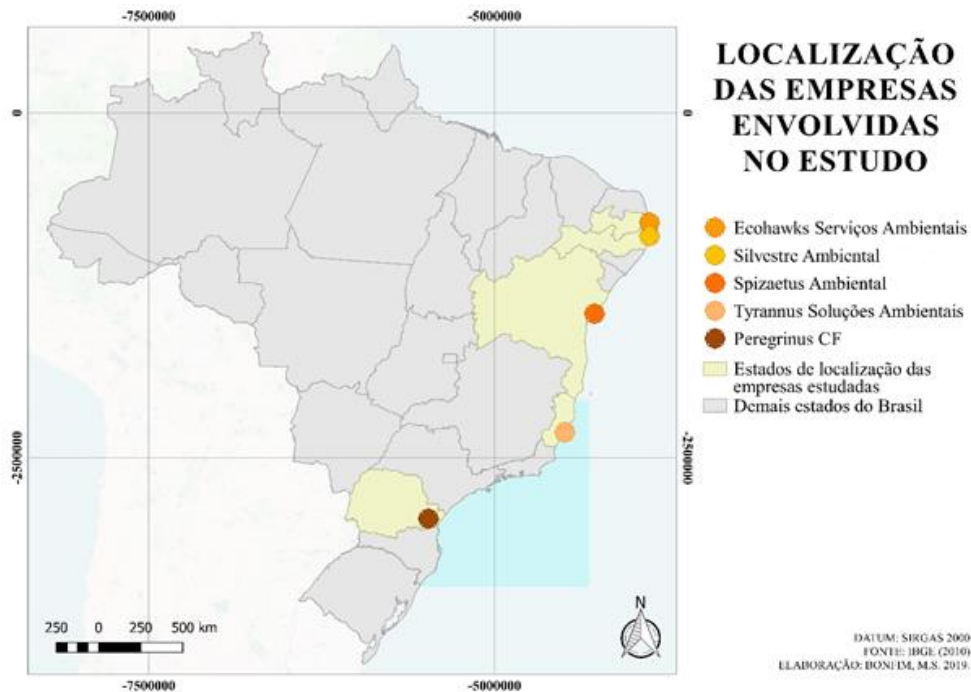 -7500000
-5000000
LOCALIZAÇÃO
DAS EMPRESAS
ENVOLVIDAS
NO ESTUDO
0
0
Ecohawks Serviços Ambientais
Silvestre Ambiental
Spizaetus Ambiental
Tyrannus Soluções Ambientais
Peregrinus CF
Estados de localização das
empresas estudadas
Demais estados do Brasil
-2500000
-2500000
N
250 0 250 500 km
DATUM: SIRGAS 2000
FONTE: IBGE (2010)
ELABORAÇÃO: BONFIM, M.S. 2019.
-7500000
-5000000